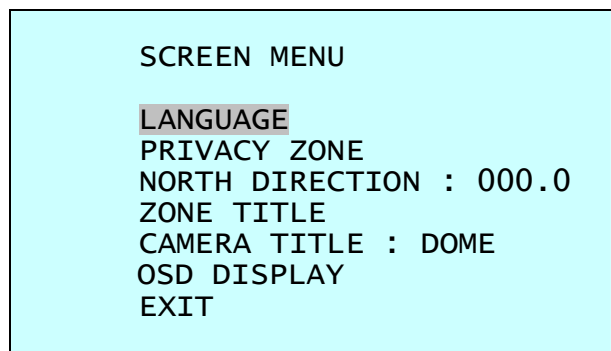 SCREEN MENU
LANGUAGE
PRIVACY ZONE
NORTH DIRECTION : 000.0
ZONE TITLE
CAMERA TITLE : DOME
OSD DISPLAY
EXIT